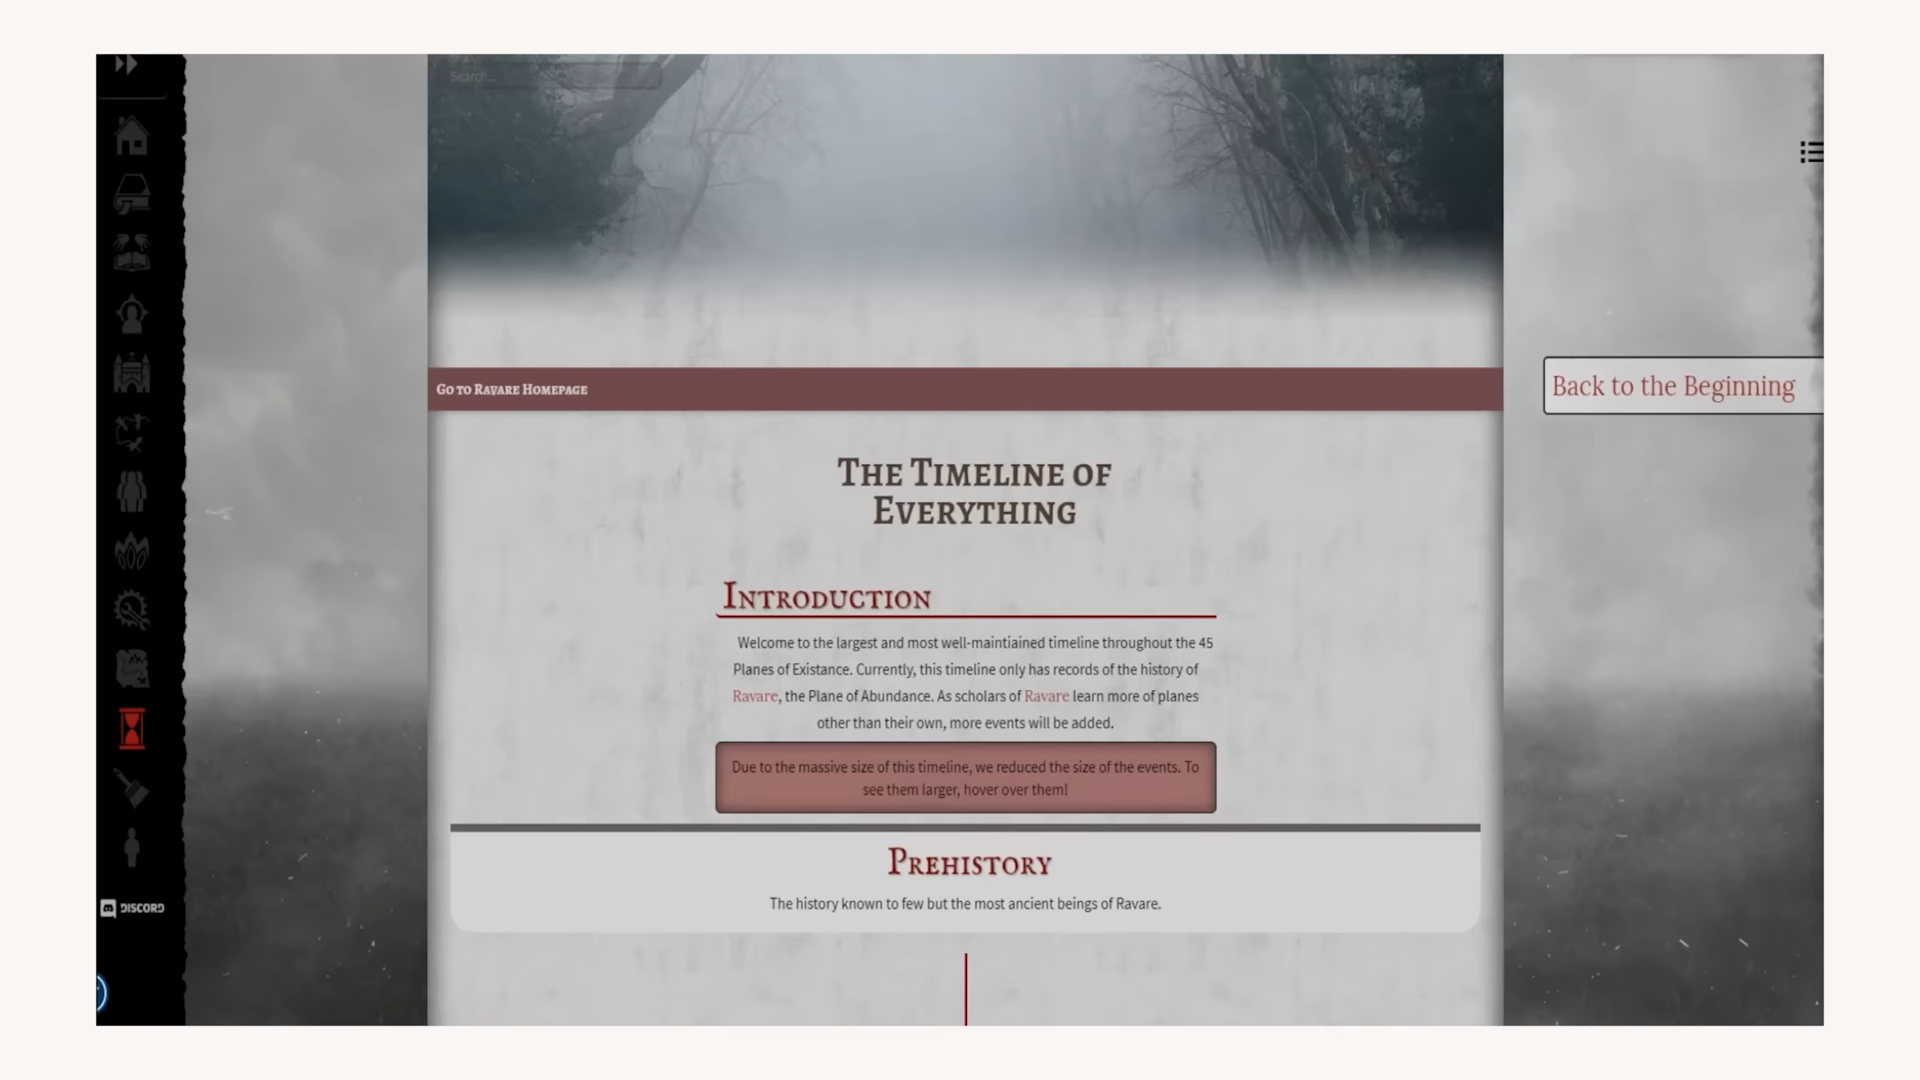 Search...
Go to Ravare Homepage
Back to the Beginning
The Timeline of
Everything
Introduction
Welcome to the largest and most well-maintiained timeline throughout the 45
Planes of Existance. Currently, this timeline only has records of the history of
Ravare, the Plane of Abundance. As scholars of Ravare learn more of planes
other than their own, more events will be added.
Due to the massive size of this timeline, we reduced the size of the events. To
see them larger, hover over them!
Prehistory
The history known to few but the most ancient beings of Ravare.
DISCORD